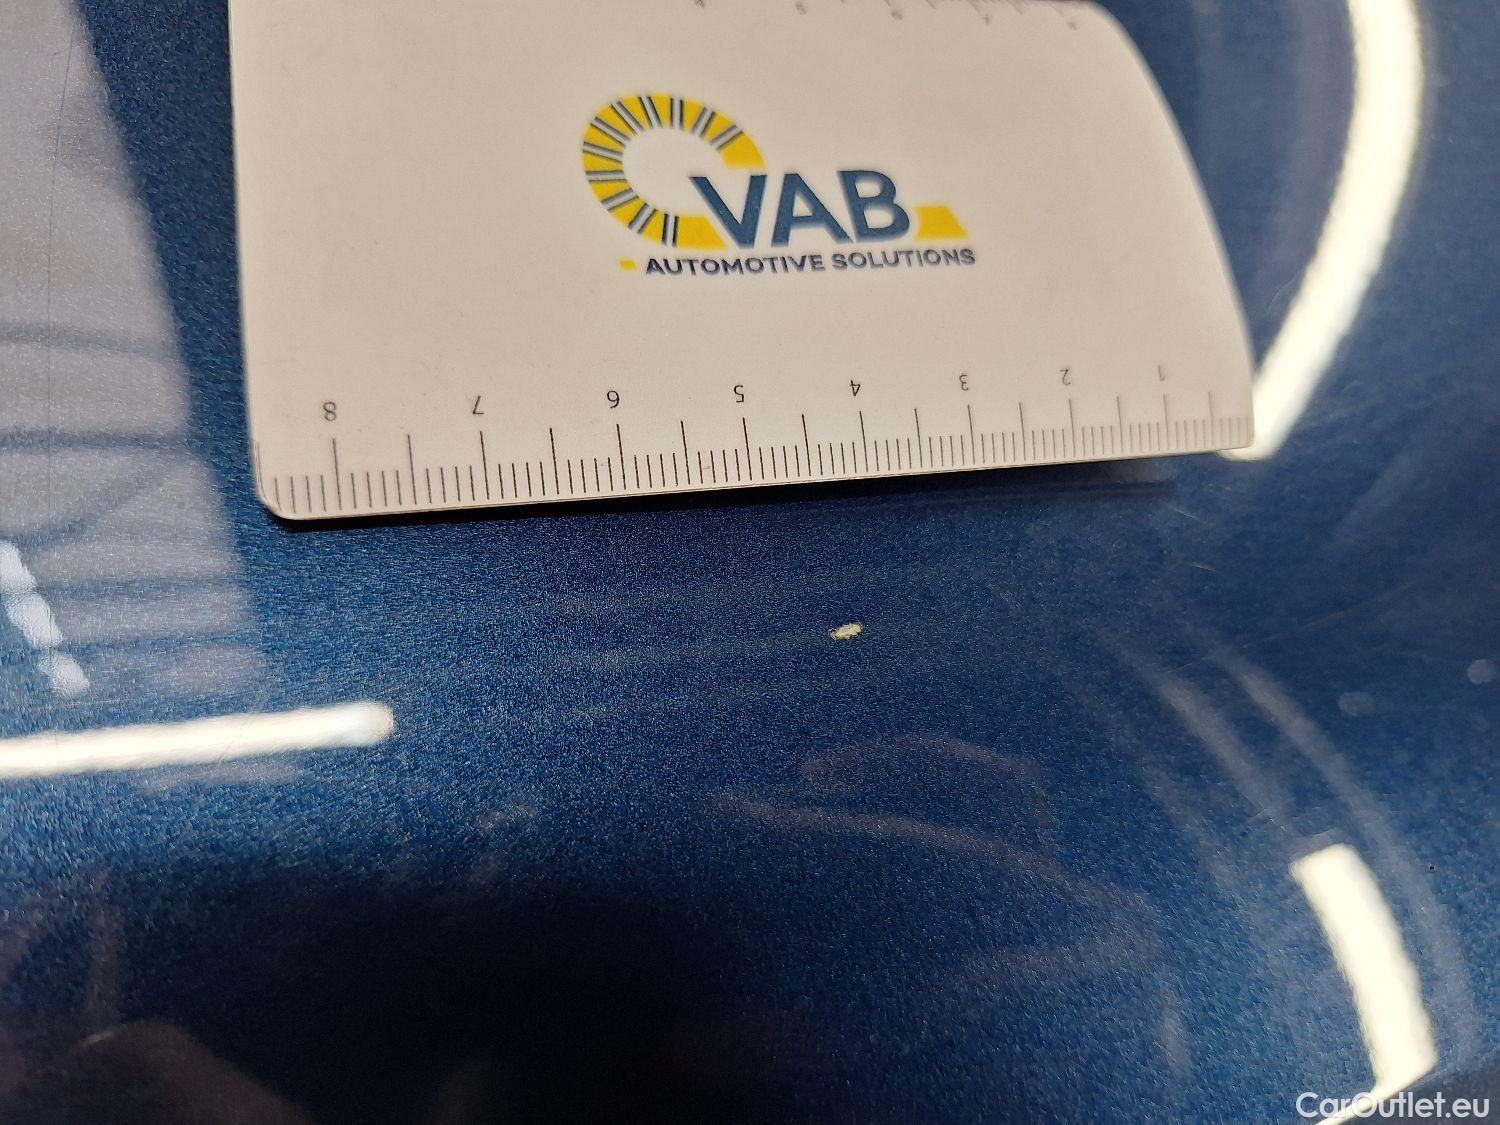 VAB
AUTOMOTIVE SOLUTIONS
8 7 6 5 4 3 2 1
CarOutlet.eu